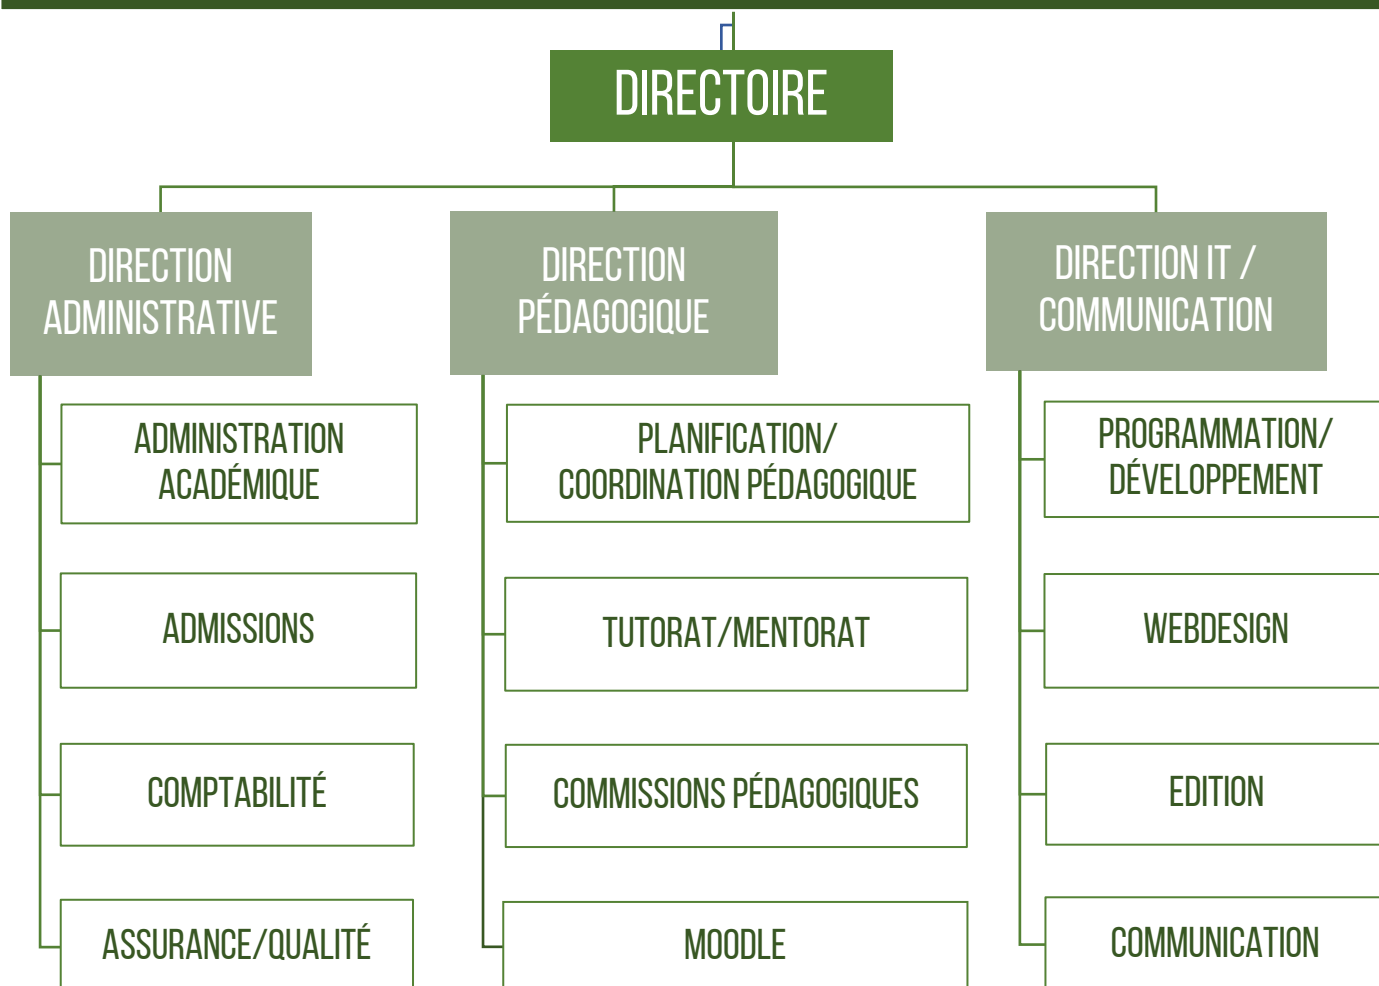 DIRECTOIRE
DIRECTION
ADMINISTRATIVE
DIRECTION
PÉDAGOGIQUE
DIRECTION IT /
COMMUNICATION
ADMINISTRATION
ACADÉMIQUE
PLANIFICATION/
COORDINATION PÉDAGOGIQUE
PROGRAMMATION/
DÉVELOPPEMENT
ADMISSIONS
TUTORAT/MENTORAT
WEBDESIGN
COMPTABILITÉ
COMMISSIONS PÉDAGOGIQUES
EDITION
ASSURANCE/QUALITÉ
MOODLE
COMMUNICATION